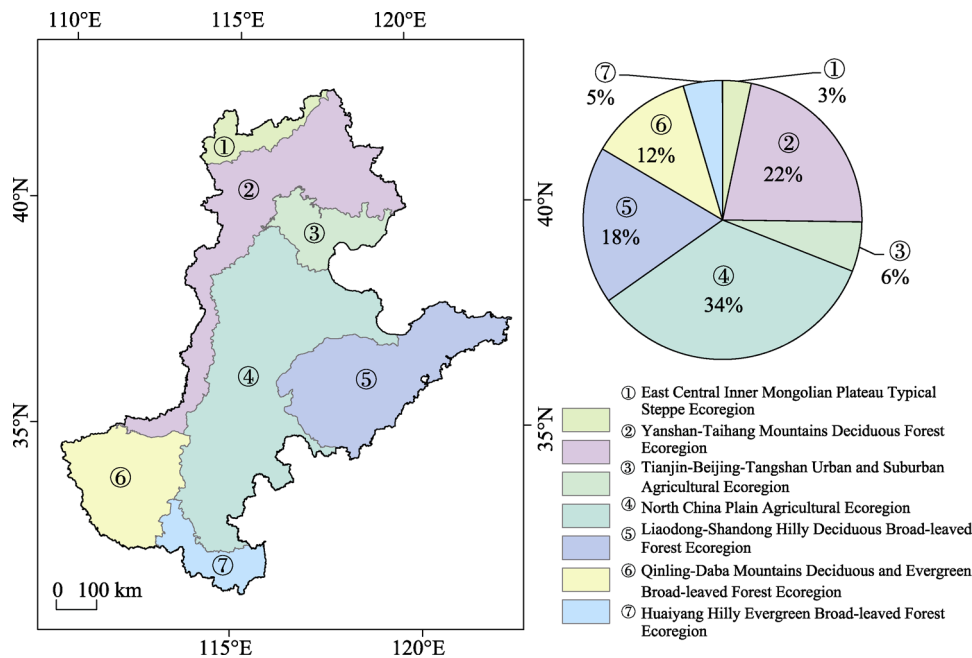 110°E
115°E
120°E
40°N
35°N
①
②
③
④
⑤
⑥
⑦
0 100 km
115°E
120°E
40°N
35°N
⑦
5%
①
3%
⑥
12%
②
22%
⑤
18%
③
6%
④
34%
① East Central Inner Mongolian Plateau Typical
Steppe Ecoregion
② Yanshan-Taihang Mountains Deciduous Forest
Ecoregion
③ Tianjin-Beijing-Tangshan Urban and Suburban
Agricultural Ecoregion
④ North China Plain Agricultural Ecoregion
⑤ Liaodong-Shandong Hilly Deciduous Broad-leaved
Forest Ecoregion
⑥ Qinling-Daba Mountains Deciduous and Evergreen
Broad-leaved Forest Ecoregion
⑦ Huaiyang Hilly Evergreen Broad-leaved Forest
Ecoregion